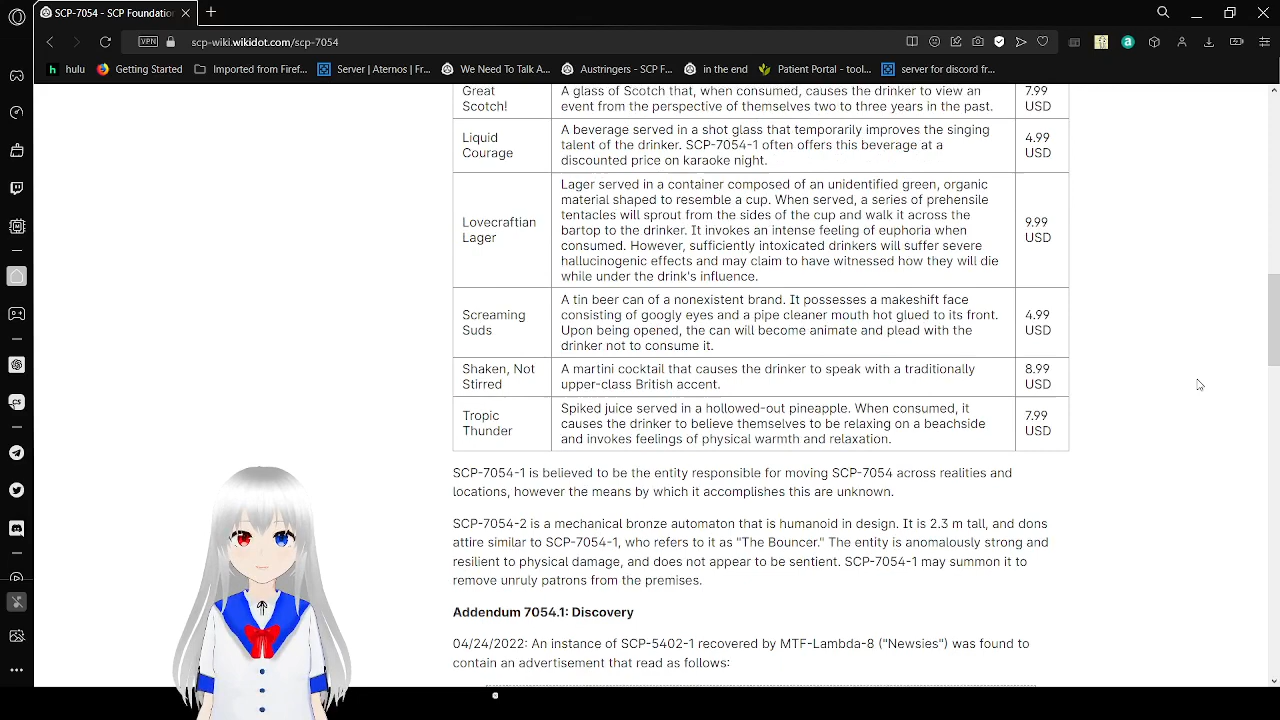 SCP-7054 - SCP Foundation
scp-wiki.wikidot.com/scp-7054
VPN
hulu
Getting Started
Imported from Firef...
Server | Aternos | Fr...
We Need To Talk A...
Austringers - SCP F...
in the end
Patient Portal - tool...
server for discord fr...
Great Scotch!
A glass of Scotch that, when consumed, causes the drinker to view an
event from the perspective of themselves two to three years in the past.
7.99
USD
Liquid
Courage
A beverage served in a shot glass that temporarily improves the singing
talent of the drinker. SCP-7054-1 often offers this beverage at a
discounted price on karaoke night.
4.99
USD
Lovecraftian
Lager
Lager served in a container composed of an unidentified green, organic
material shaped to resemble a cup. When served, a series of prehensile
tentacles will sprout from the sides of the cup and walk it across the
bartop to the drinker. It invokes an intense feeling of euphoria when
consumed. However, sufficiently intoxicated drinkers will suffer severe
hallucinogenic effects and may claim to have witnessed how they will die
while under the drink's influence.
9.99
USD
Screaming
Suds
A tin beer can of a nonexistent brand. It possesses a makeshift face
consisting of googly eyes and a pipe cleaner mouth hot glued to its front.
Upon being opened, the can will become animate and plead with the
drinker not to consume it.
4.99
USD
Shaken, Not
Stirred
A martini cocktail that causes the drinker to speak with a traditionally
upper-class British accent.
8.99
USD
Tropic
Thunder
Spiked juice served in a hollowed-out pineapple. When consumed, it
causes the drinker to believe themselves to be relaxing on a beachside
and invokes feelings of physical warmth and relaxation.
7.99
USD
SCP-7054-1 is believed to be the entity responsible for moving SCP-7054 across realities and
locations, however the means by which it accomplishes this are unknown.
SCP-7054-2 is a mechanical bronze automaton that is humanoid in design. It is 2.3 m tall, and dons
attire similar to SCP-7054-1, who refers to it as "The Bouncer." The entity is anomalously strong and
resilient to physical damage, and does not appear to be sentient. SCP-7054-1 may summon it to
remove unruly patrons from the premises.
Addendum 7054.1: Discovery
04/24/2022: An instance of SCP-5402-1 recovered by MTF-Lambda-8 ("Newsies") was found to
contain an advertisement that read as follows: